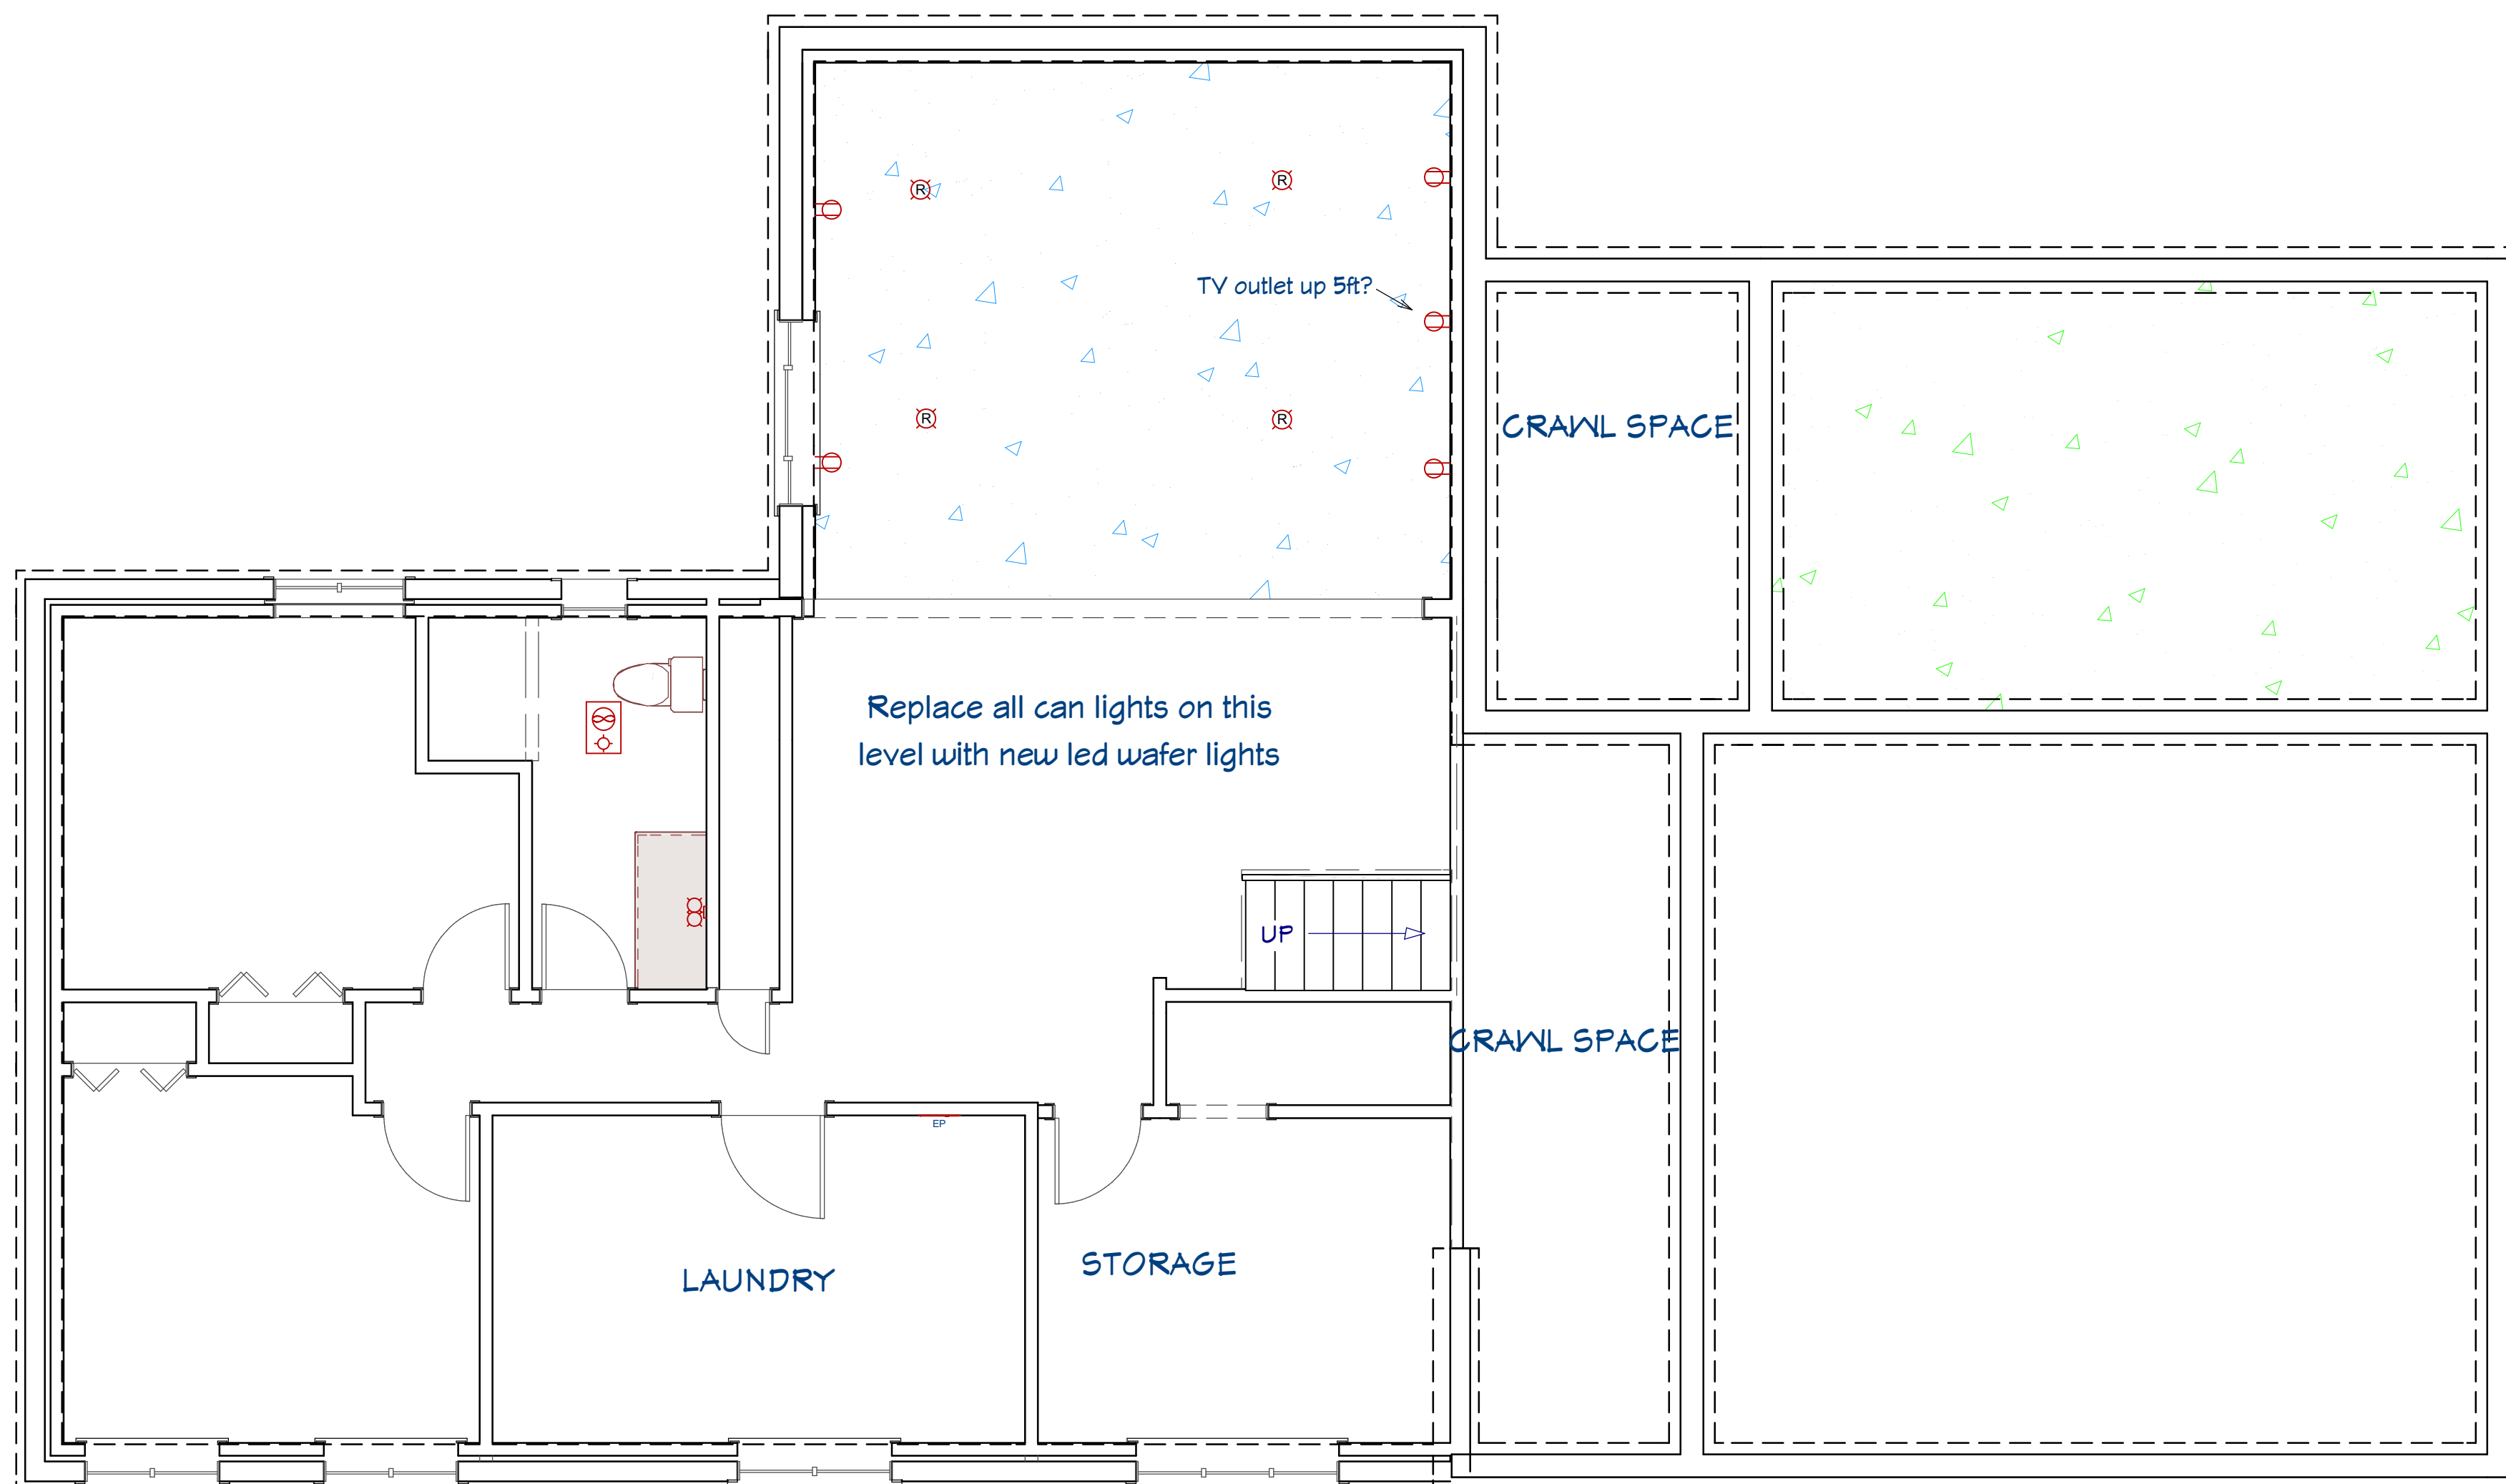 R
R
TV outlet up 5ft?
R
R
CRAWL SPACE
Replace all can lights on this
level with new led wafer lights
UP
CRAWL SPACE
EP
STORAGE
LAUNDRY